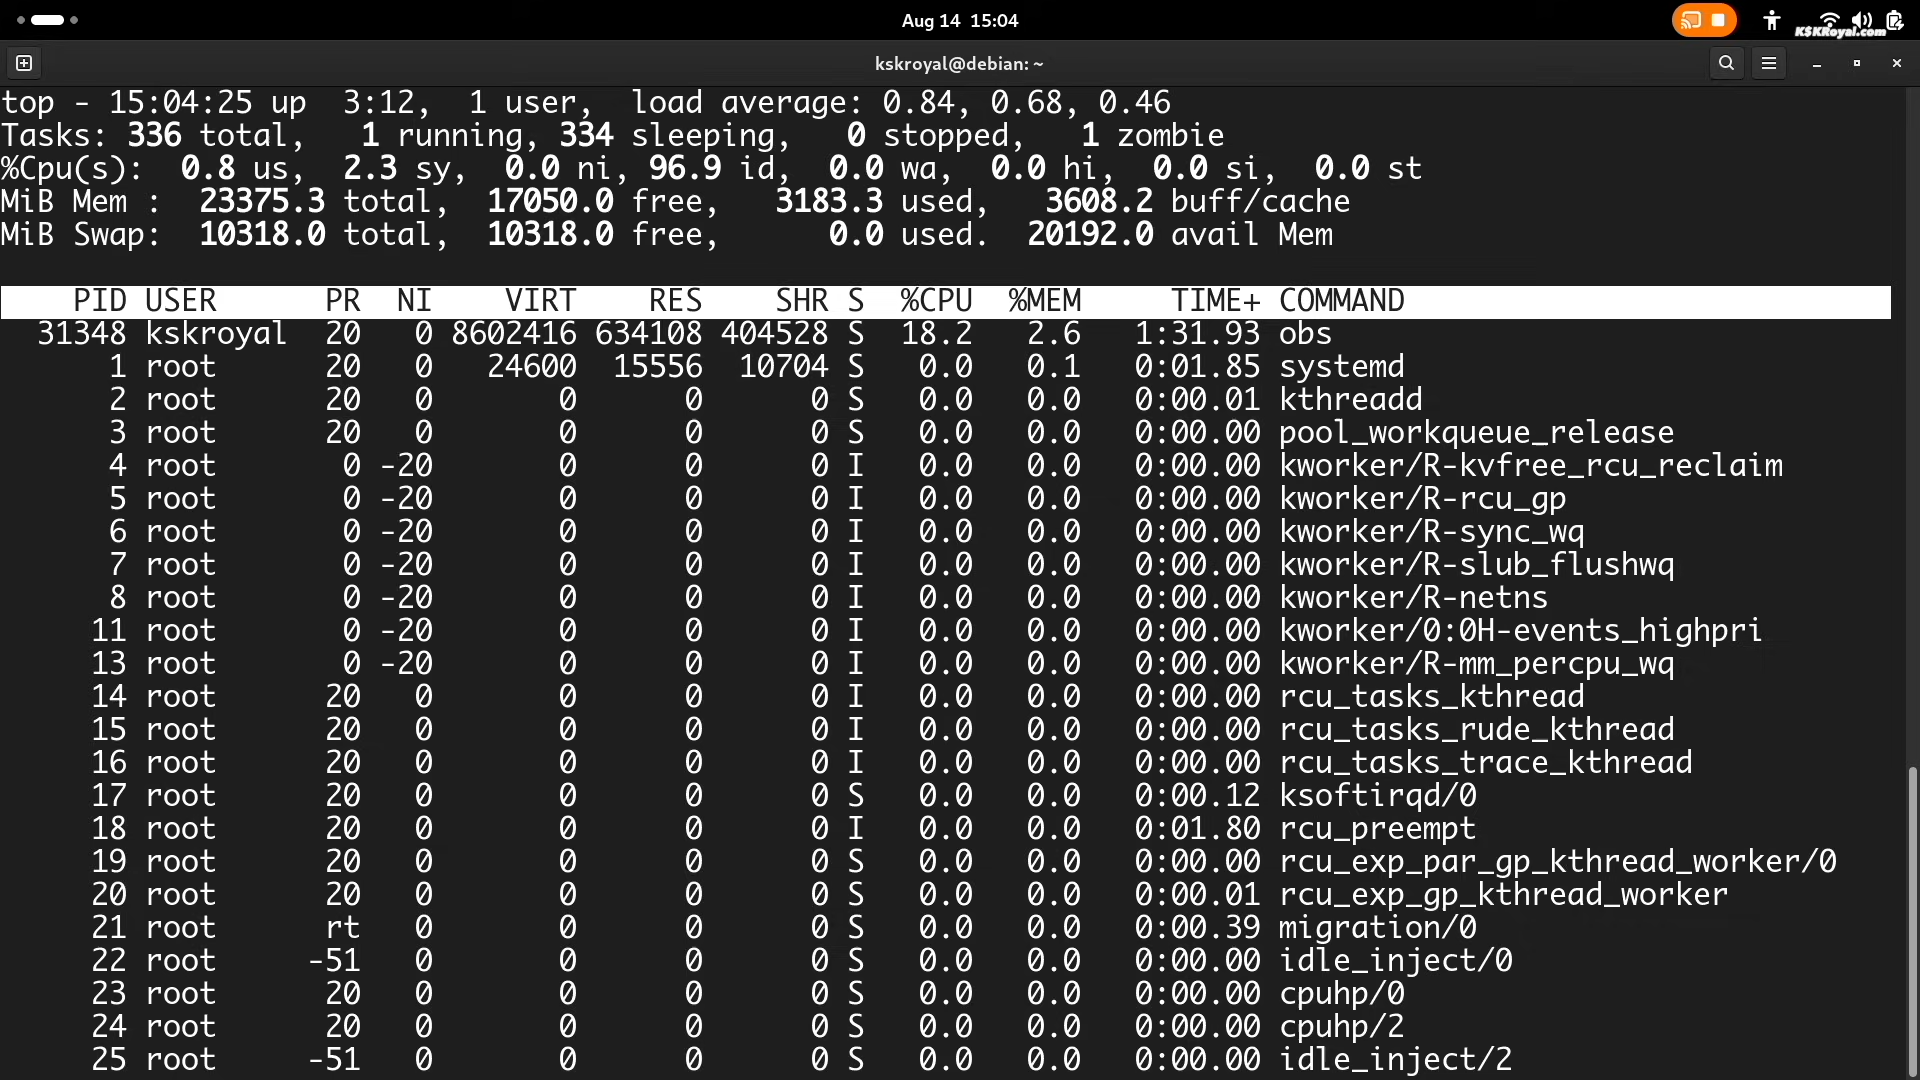 Aug 14 15:04
KSKRoyal.com
kskroyal@debian: ~
top - 15:04:25 up  3:12,  1 user,  load average: 0.84, 0.68, 0.46
Tasks: 336 total,   1 running, 334 sleeping,   0 stopped,   1 zombie
%Cpu(s):  0.8 us,  2.3 sy,  0.0 ni, 96.9 id,  0.0 wa,  0.0 hi,  0.0 si,  0.0 st
MiB Mem :  23375.3 total,  17050.0 free,   3183.3 used,   3608.2 buff/cache
MiB Swap:  10318.0 total,  10318.0 free,      0.0 used.  20192.0 avail Mem
PID USER      PR  NI    VIRT    RES    SHR S  %CPU  %MEM     TIME+ COMMAND
31348 kskroyal  20   0 8602416 634108 404528 S  18.2   2.6   1:31.93 obs
1 root      20   0   24600  15556  10704 S   0.0   0.1   0:01.85 systemd
2 root      20   0       0      0      0 S   0.0   0.0   0:00.01 kthreadd
3 root      20   0       0      0      0 S   0.0   0.0   0:00.00 pool_workqueue_release
4 root       0 -20       0      0      0 I   0.0   0.0   0:00.00 kworker/R-kvfree_rcu_reclaim
5 root       0 -20       0      0      0 I   0.0   0.0   0:00.00 kworker/R-rcu_gp
6 root       0 -20       0      0      0 I   0.0   0.0   0:00.00 kworker/R-sync_wq
7 root       0 -20       0      0      0 I   0.0   0.0   0:00.00 kworker/R-slub_flushwq
8 root       0 -20       0      0      0 I   0.0   0.0   0:00.00 kworker/R-netns
11 root       0 -20       0      0      0 I   0.0   0.0   0:00.00 kworker/0:0H-events_highpri
13 root       0 -20       0      0      0 I   0.0   0.0   0:00.00 kworker/R-mm_percpu_wq
14 root      20   0       0      0      0 I   0.0   0.0   0:00.00 rcu_tasks_kthread
15 root      20   0       0      0      0 I   0.0   0.0   0:00.00 rcu_tasks_rude_kthread
16 root      20   0       0      0      0 I   0.0   0.0   0:00.00 rcu_tasks_trace_kthread
17 root      20   0       0      0      0 S   0.0   0.0   0:00.12 ksoftirqd/0
18 root      20   0       0      0      0 I   0.0   0.0   0:01.80 rcu_preempt
19 root      20   0       0      0      0 S   0.0   0.0   0:00.00 rcu_exp_par_gp_kthread_worker/0
20 root      20   0       0      0      0 S   0.0   0.0   0:00.01 rcu_exp_gp_kthread_worker
21 root      rt   0       0      0      0 S   0.0   0.0   0:00.39 migration/0
22 root     -51   0       0      0      0 S   0.0   0.0   0:00.00 idle_inject/0
23 root      20   0       0      0      0 S   0.0   0.0   0:00.00 cpuhp/0
24 root      20   0       0      0      0 S   0.0   0.0   0:00.00 cpuhp/2
25 root     -51   0       0      0      0 S   0.0   0.0   0:00.00 idle_inject/2